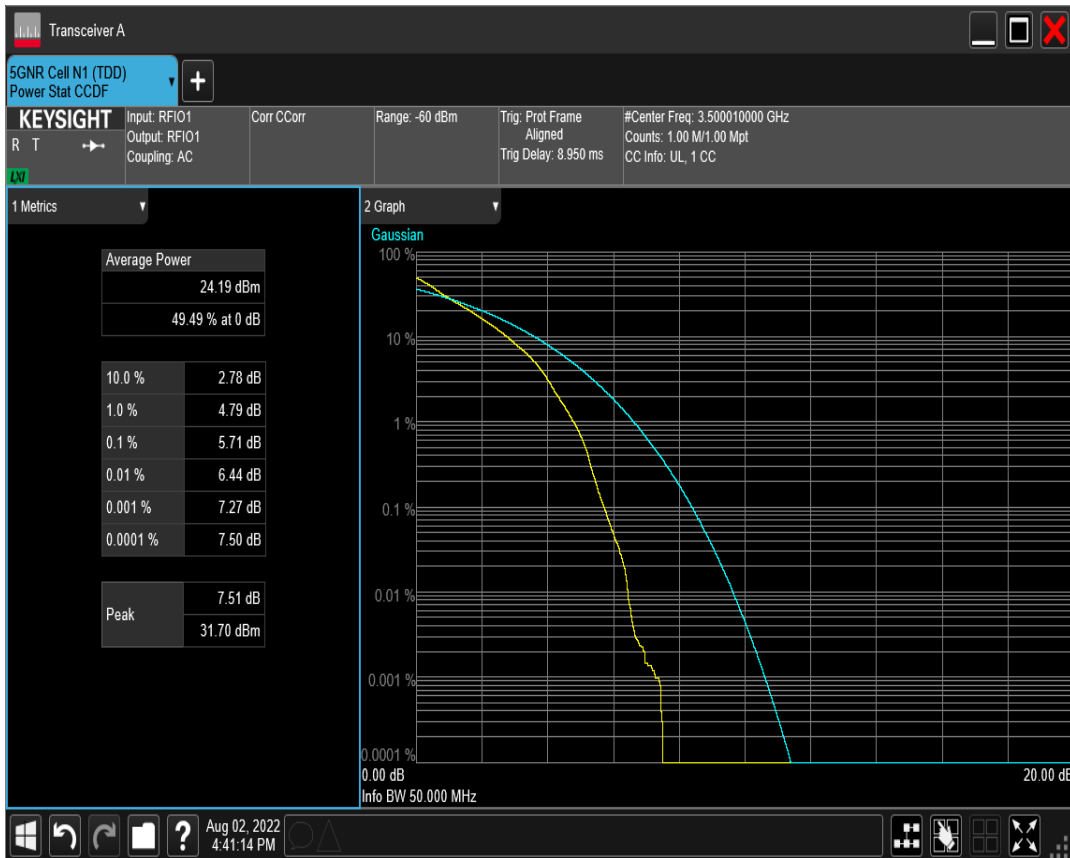 Transceiver A
5GNR Cell N1 (TDD)
Power Stat CCDF
+
KEYSIGHT
R T
LXI
Input: RFIO1
Output: RFIO1
Coupling: AC
Corr CCorr
Range: -60 dBm
Trig: Prot Frame
Aligned
Trig Delay: 8.950 ms
#Center Freq: 3.500010000 GHz
Counts: 1.00 M/1.00 Mpt
CC Info: UL, 1 CC
1 Metrics
Average Power
24.19 dBm
49.49 % at 0 dB
10.0 % 2.78 dB
1.0 % 4.79 dB
0.1 % 5.71 dB
0.01 % 6.44 dB
0.001 % 7.27 dB
0.0001 % 7.50 dB
Peak
7.51 dB
31.70 dBm
2 Graph
Gaussian
100 %
10 %
1 %
0.1 %
0.01 %
0.001 %
0.0001 %
0.00 dB
20.00 dB
Info BW 50.000 MHz
?
Aug 02, 2022
4:41:14 PM